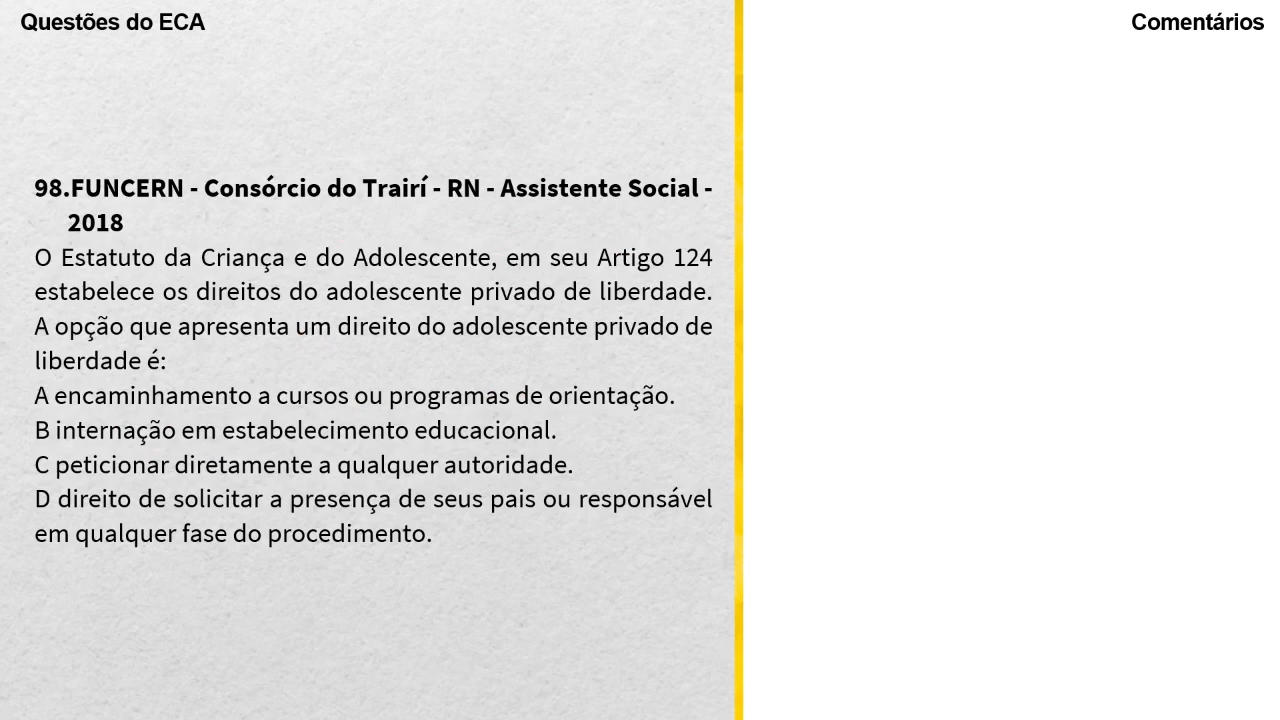 Questões do ECA
Comentários
98.FUNCERN - Consórcio do Trairí - RN - Assistente Social -
2018
O Estatuto da Criança e do Adolescente, em seu Artigo 124
estabelece os direitos do adolescente privado de liberdade.
A opção que apresenta um direito do adolescente privado de
liberdade é:
A encaminhamento a cursos ou programas de orientação.
B internação em estabelecimento educacional.
C peticionar diretamente a qualquer autoridade.
D direito de solicitar a presença de seus pais ou responsável
em qualquer fase do procedimento.